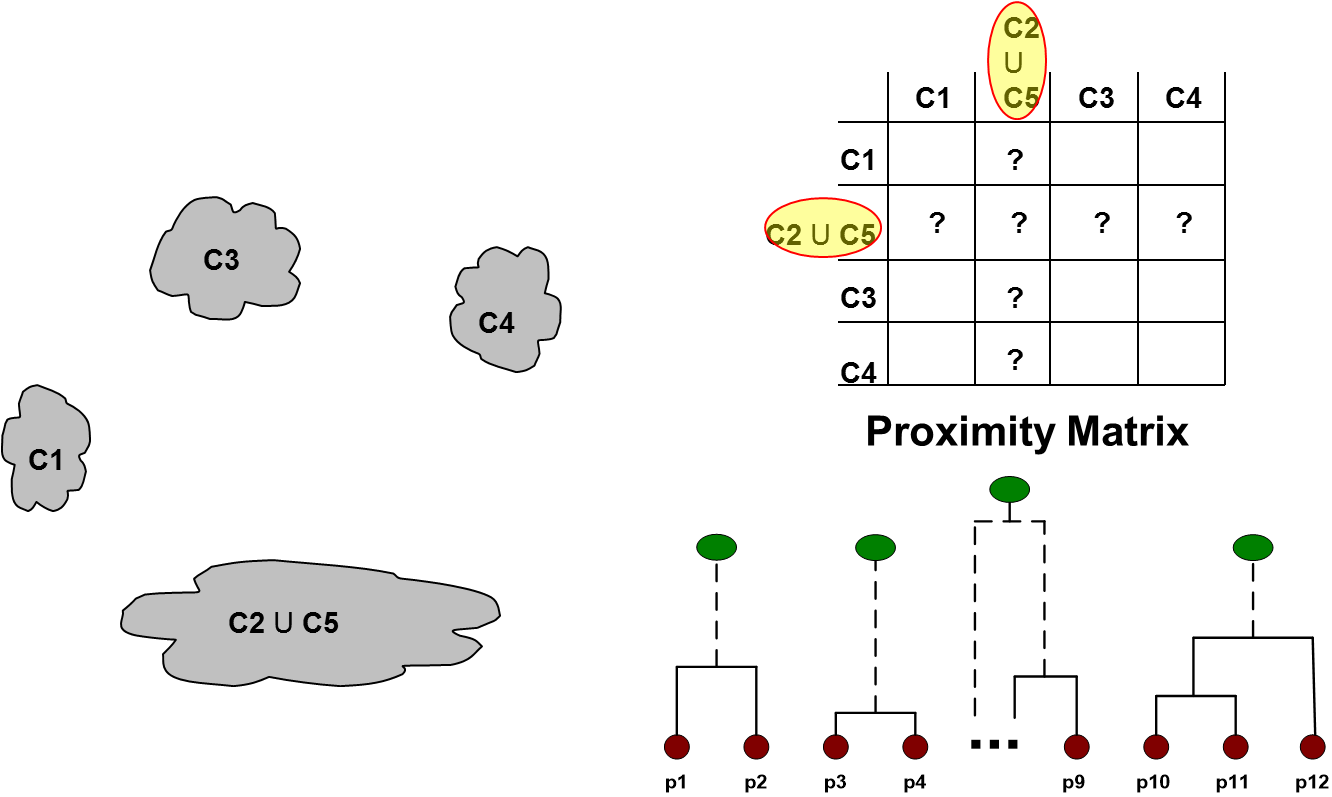 C3
C4
C1
C2 U C5
C2
U
C5
C1 C3 C4
C1 ?
C2 U C5 ? ? ? ?
C3 ?
C4 ?
Proximity Matrix
...
p1 p2 p3 p4 p9 p10 p11 p12